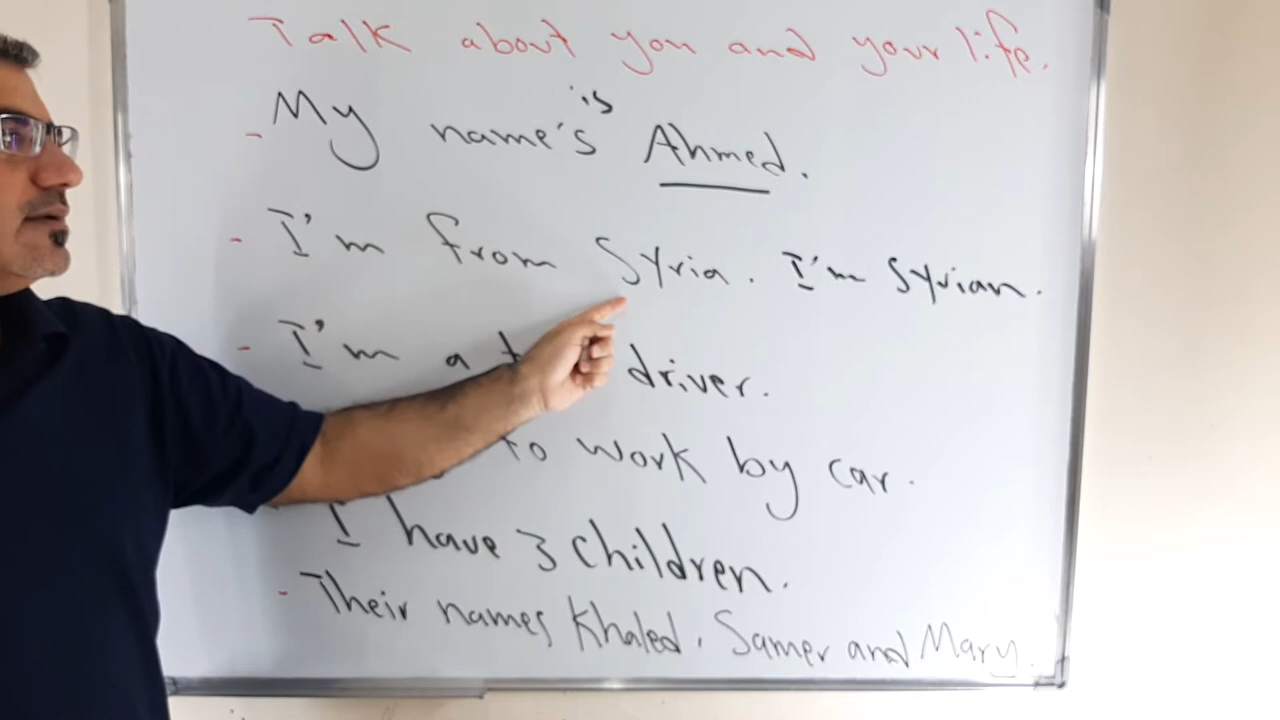 Talk about you and your life.
- My name's is Ahmed.
- I'm from Syria. I'm Syrian.
- I'm a driver.
to work by car.
I have 3 children.
- Their names Khaled, Samer and Mary.